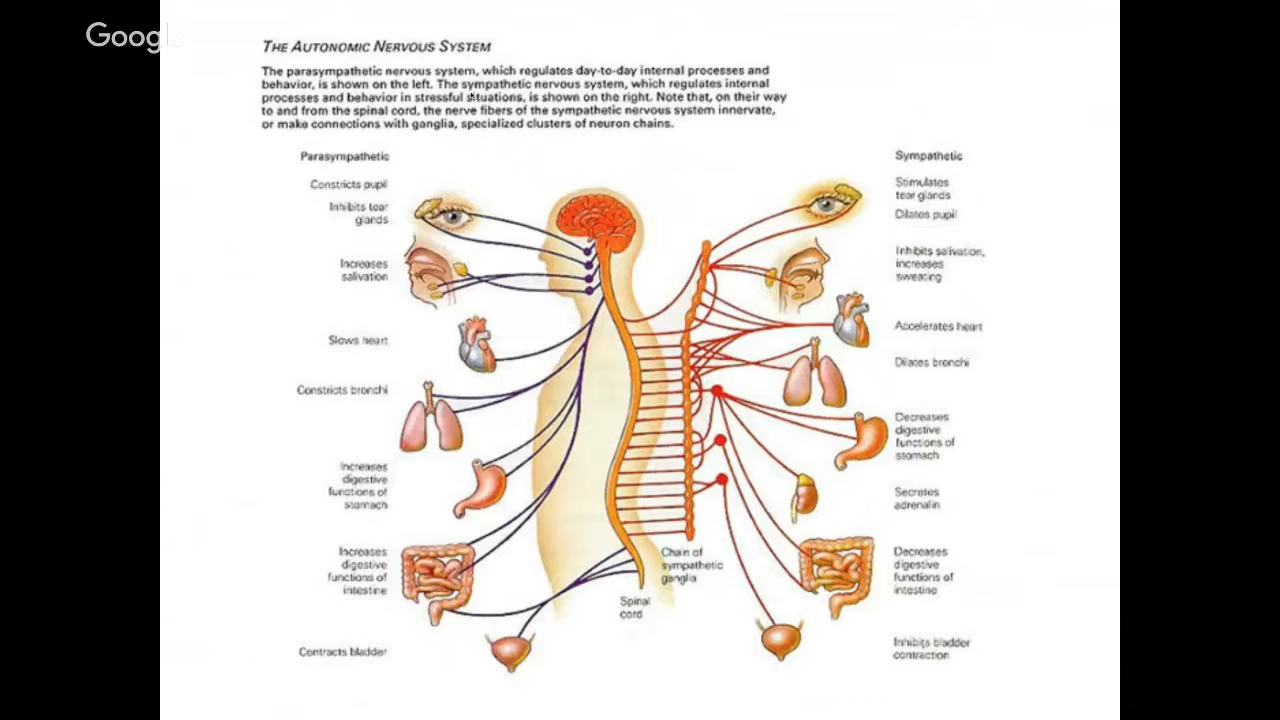 Google
THE AUTONOMIC NERVOUS SYSTEM
The parasympathetic nervous system, which regulates day-to-day internal processes and
behavior, is shown on the left. The sympathetic nervous system, which regulates internal
processes and behavior in stressful situations, is shown on the right. Note that, on their way
to and from the spinal cord, the nerve fibers of the sympathetic nervous system innervate,
or make connections with ganglia, specialized clusters of neuron chains.
Parasympathetic
Constricts pupil
Inhibits tear
glands
Increases
salivation
Slows heart
Constricts bronchi
Increases
digestive
functions of
stomach
Increases
digestive
functions of
intestine
Contracts bladder
Chain of
sympathetic
ganglia
Spinal
cord
Sympathetic
Stimulates
tear glands
Dilates pupil
Inhibits salivation,
increases
sweating
Accelerates heart
Dilates bronchi
Decreases
digestive
functions of
stomach
Secretes
adrenalin
Decreases
digestive
functions of
intestine
Inhibits bladder
contraction